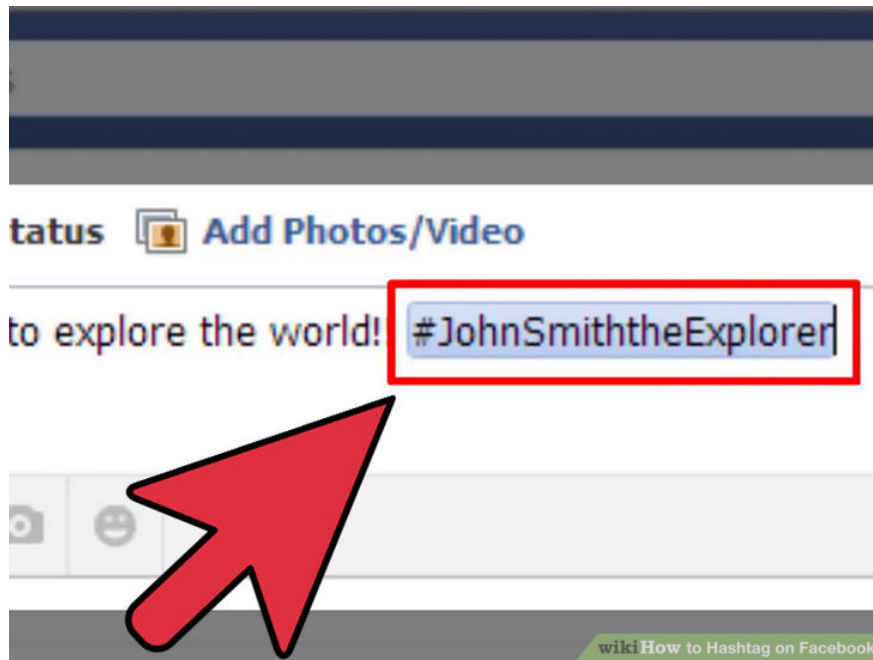 tatus Add Photos/Video
to explore the world!! #JohnSmiththeExplorer
wikiHow to Hashtag on Facebook